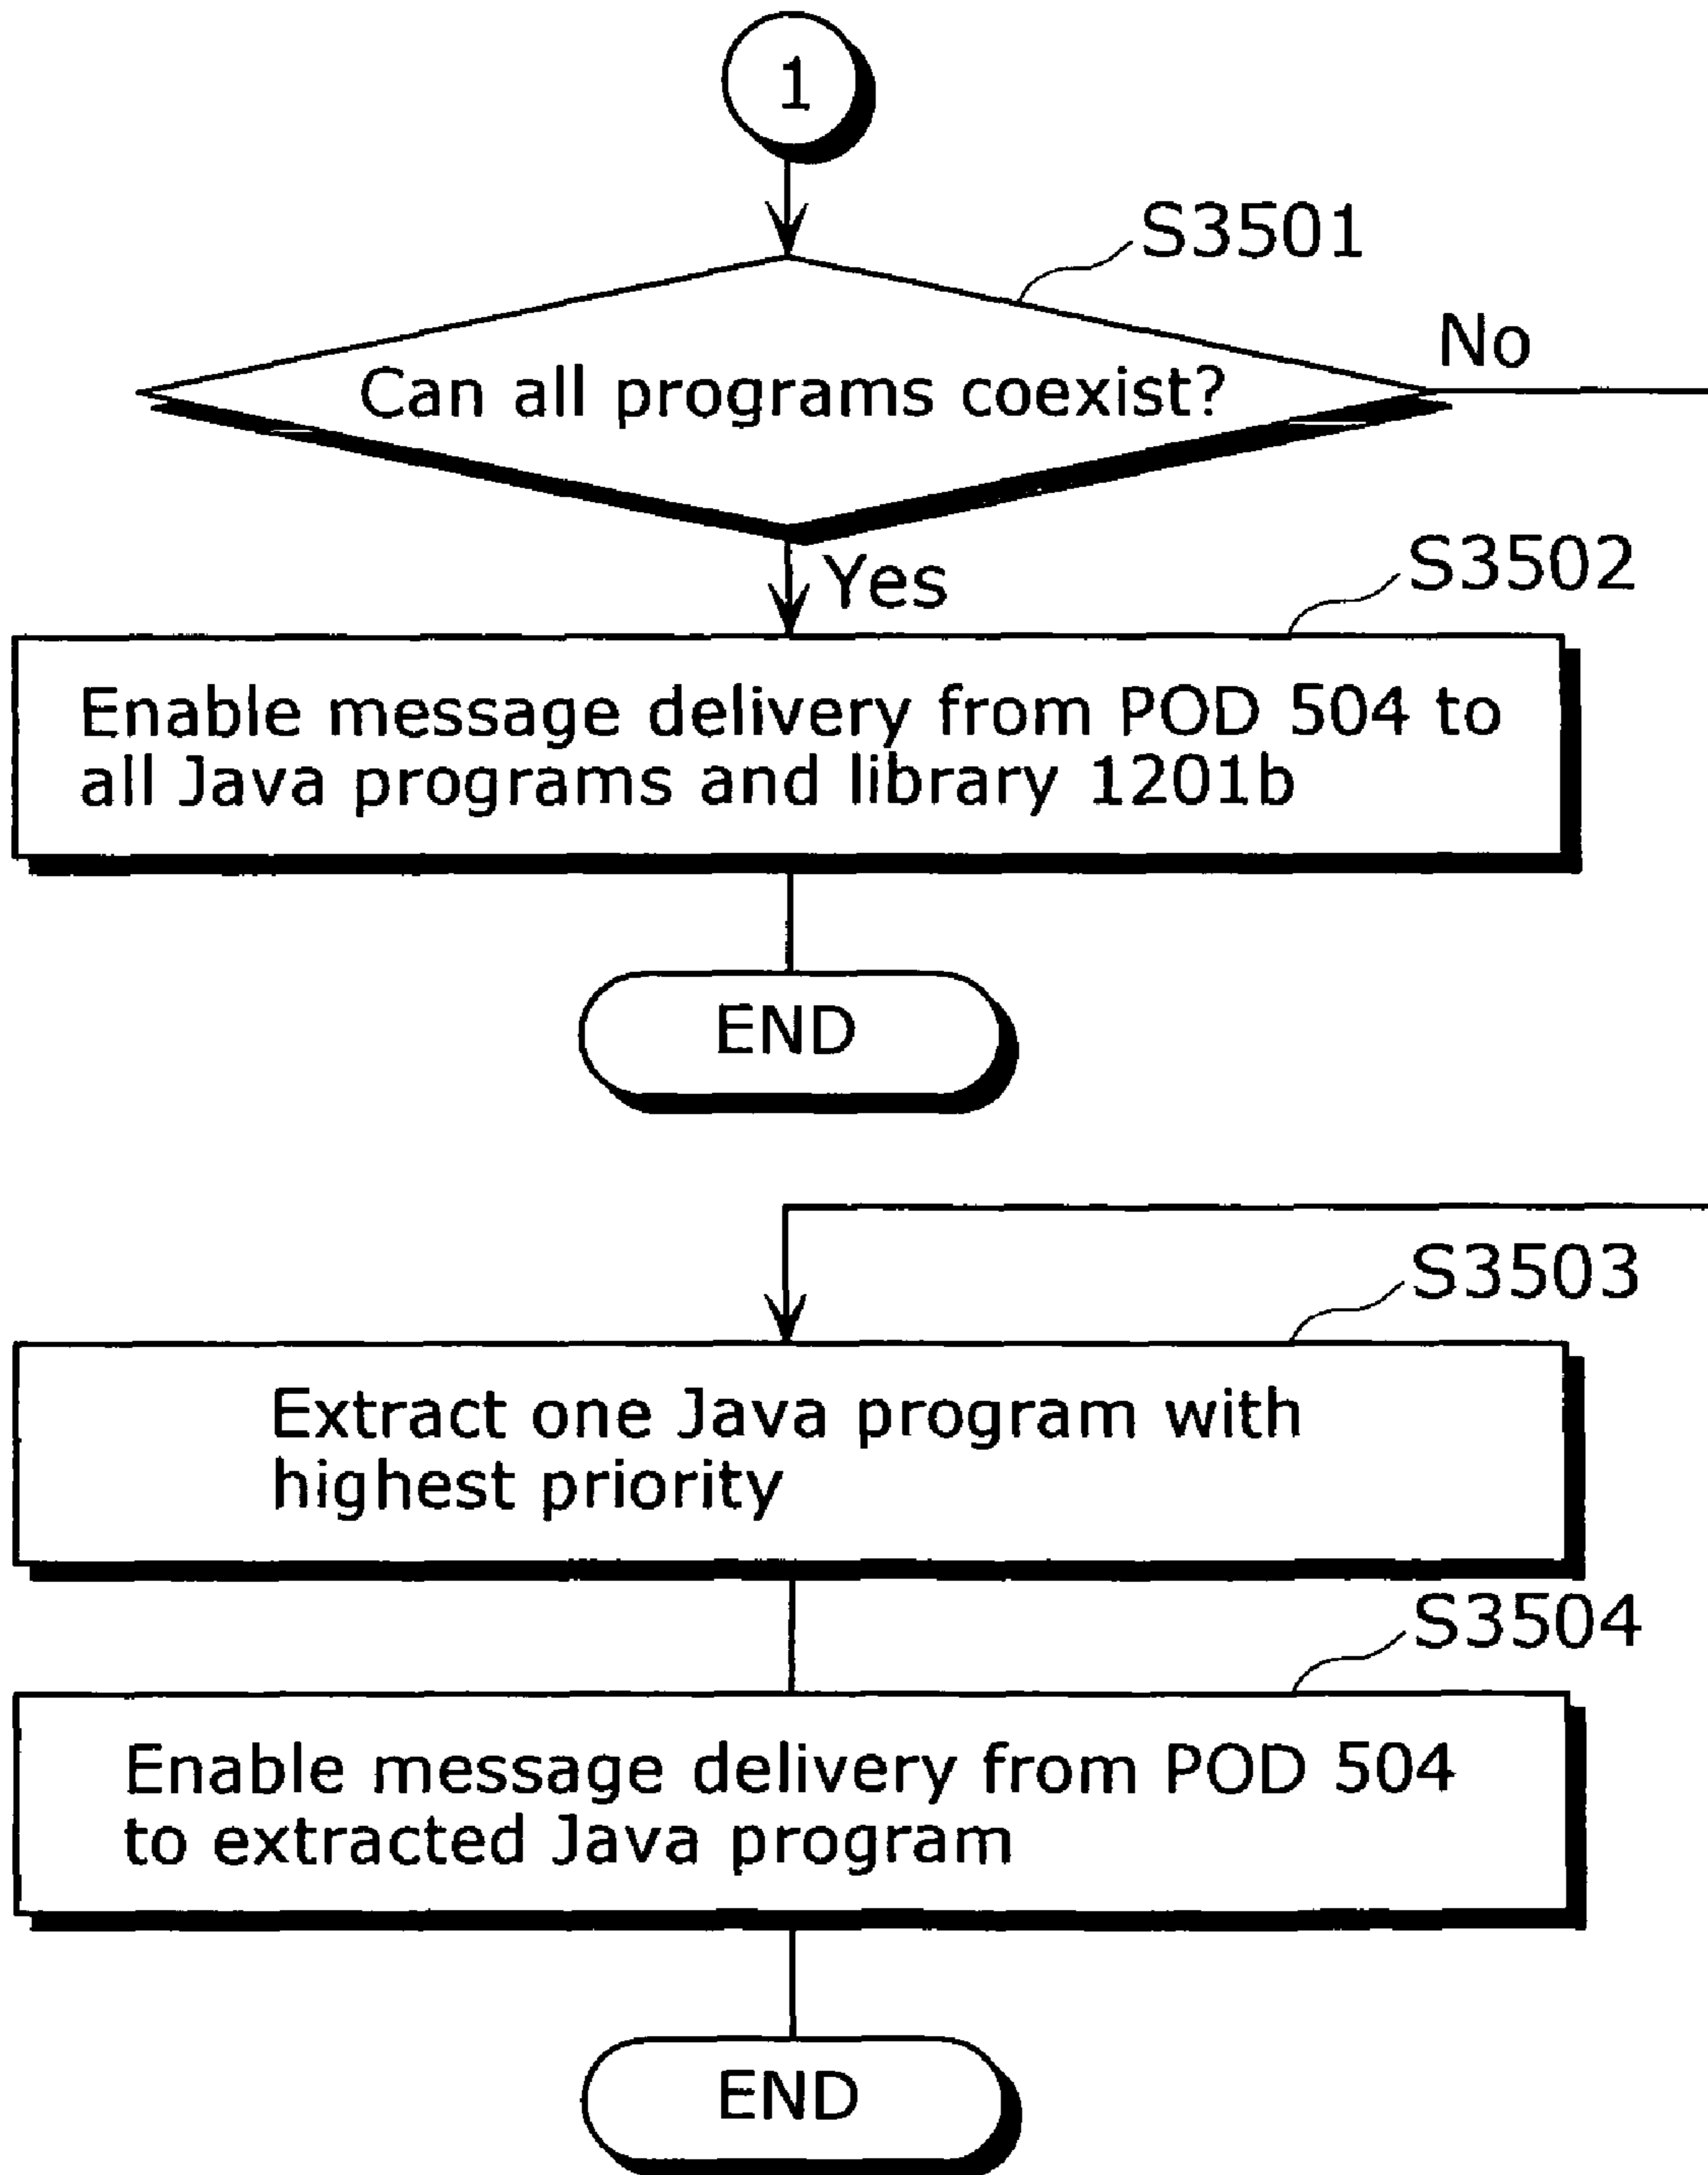 1
S3501
Can all programs coexist?
No
Yes
S3502
Enable message delivery from POD 504 to
all Java programs and library 1201b
END
S3503
Extract one Java program with
highest priority
S3504
Enable message delivery from POD 504
to extracted Java program
END